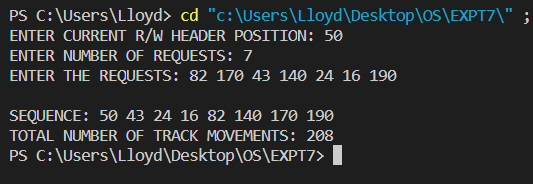 PS C:\Users\Lloyd> cd "c:\Users\Lloyd\Desktop\OS\EXPT7\" ;
ENTER CURRENT R/W HEADER POSITION: 50
ENTER NUMBER OF REQUESTS: 7
ENTER THE REQUESTS: 82 170 43 140 24 16 190
SEQUENCE: 50 43 24 16 82 140 170 190
TOTAL NUMBER OF TRACK MOVEMENTS: 208
PS C:\Users\Lloyd\Desktop\OS\EXPT7>